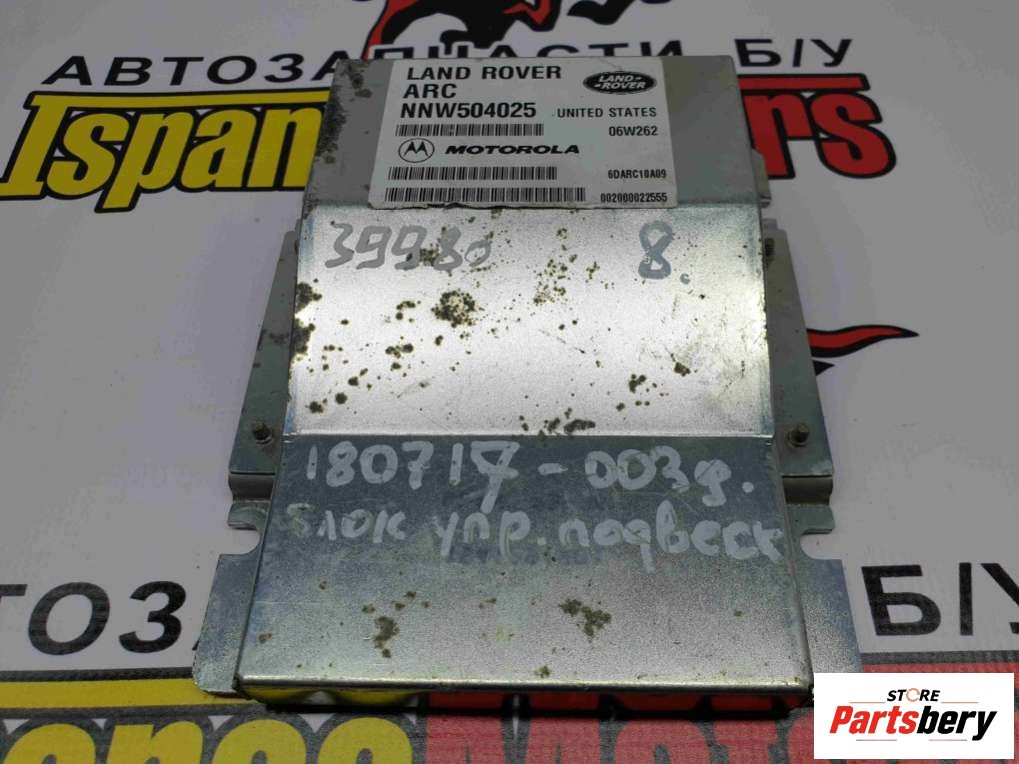 АВТОЗАПЧАСТИ Б/У
LAND ROVER
ARC
NNW504025
LAND-ROVER
UNITED STATES
06W262
MOTOROLA
6DARC10A09
002000022555
39980 8.
180717-003д.
блок упр. подвеск
Б/У
STORE
Partsbery